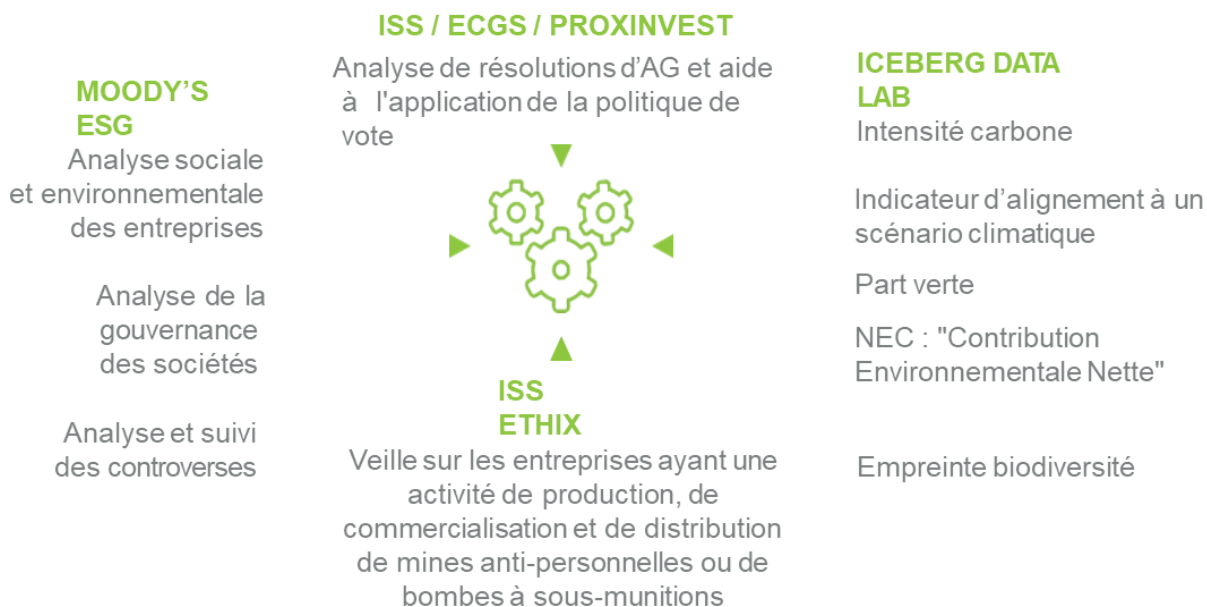 ISS / ECGS / PROXINVEST
Analyse de résolutions d'AG et aide
à l'application de la politique de
vote
MOODY'S
ESG
Analyse sociale
et environnementale
des entreprises
Analyse de la
gouvernance
des sociétés
Analyse et suivi
des controverses
ICEBERG DATA
LAB
Intensité carbone
Indicateur d'alignement à un
scénario climatique
Part verte
NEC : "Contribution
Environnementale Nette"
Empreinte biodiversité
ISS
ETHIX
Veille sur les entreprises ayant une
activité de production, de
commercialisation et de distribution
de mines anti-personnelles ou de
bombes à sous-munitions